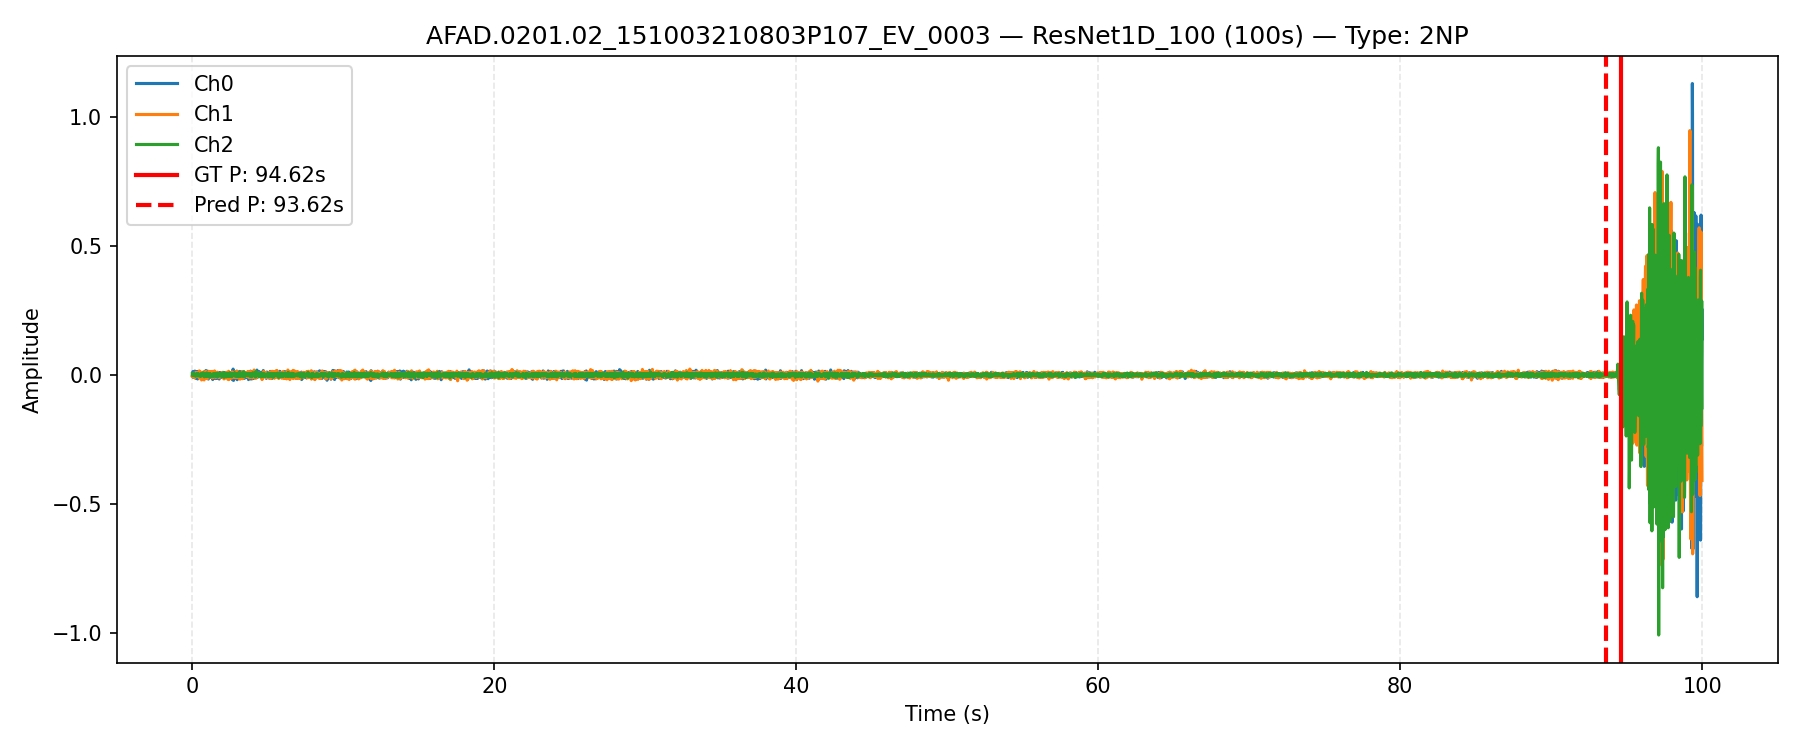 AFAD.0201.02_151003210803P107_EV_0003 — ResNet1D_100 (100s) — Type: 2NP
Ch0
Ch1
Ch2
GT P: 94.62s
Pred P: 93.62s
1.0
0.5
0.0
−0.5
−1.0
Amplitude
0 20 40 60 80 100
Time (s)